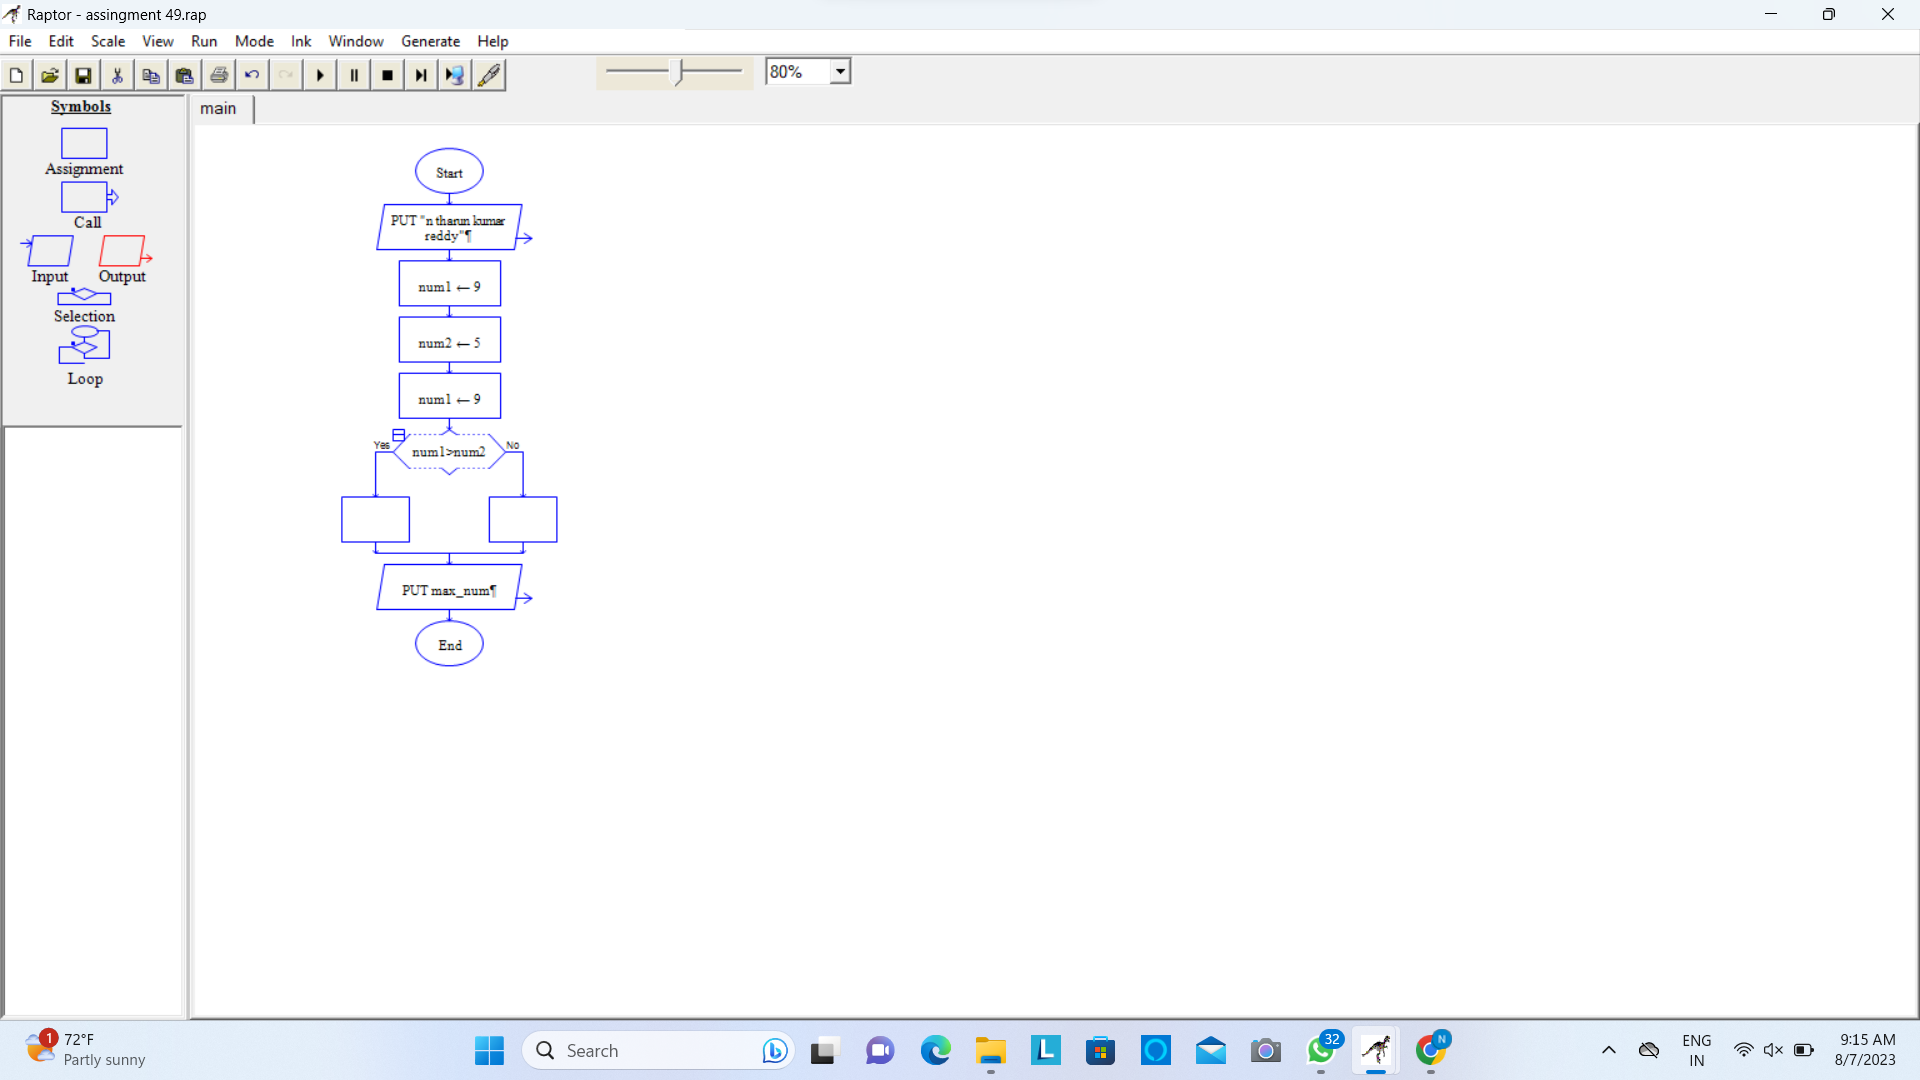 Raptor - assingment 49.rap
File Edit Scale View Run Mode Ink Window Generate Help
80%
Symbols
main
Assignment
Call
Input Output
Selection
Loop
Start
PUT "n tharun kumar
reddy"¶
num1 ← 9
num2 ← 5
num1 ← 9
Yes num1>num2 No
PUT max_num¶
End
1
72°F
Partly sunny
Search
L
32
N
ENG
IN
9:15 AM
8/7/2023